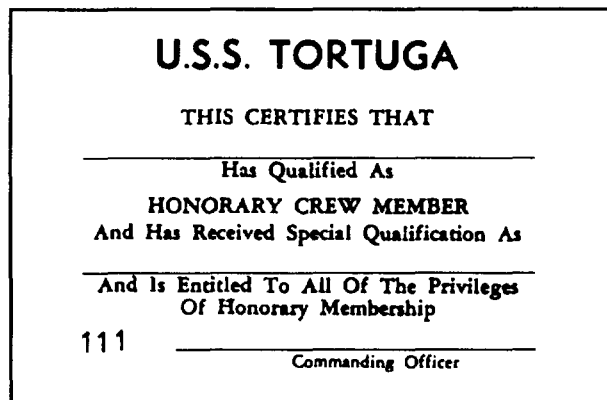 U.S.S. TORTUGA
THIS CERTIFIES THAT
Has Qualified As
HONORARY CREW MEMBER
And Has Received Special Qualification As
And Is Entitled To All Of The Privileges
Of Honorary Membership
111
Commanding Officer